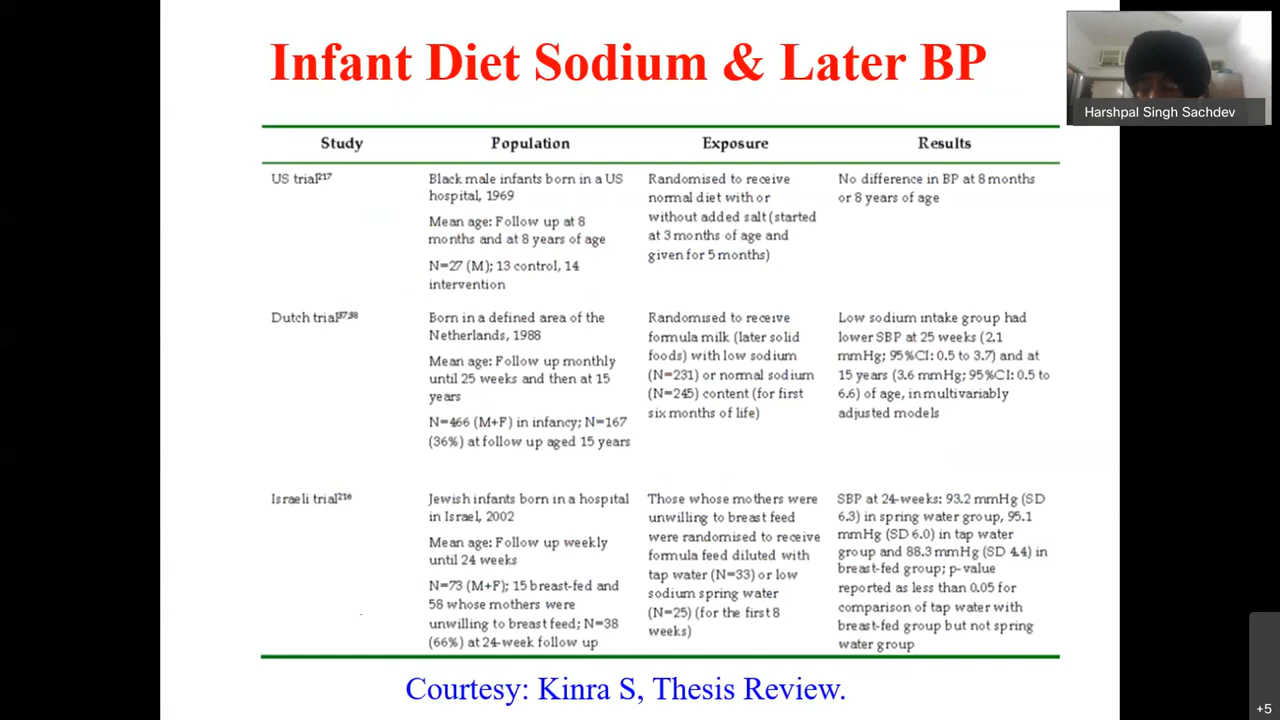 Infant Diet Sodium & Later BP
Harshpal Singh Sachdev
Study Population Exposure Results
US trial217
Black male infants born in a US
hospital, 1969
Mean age: Follow up at 8
months and at 8 years of age
N=27 (M); 13 control, 14
intervention
Randomised to receive
normal diet with or
without added salt (started
at 3 months of age and
given for 5 months)
No difference in BP at 8 months
or 8 years of age
Dutch trial37,38
Born in a defined area of the
Netherlands, 1988
Mean age: Follow up monthly
until 25 weeks and then at 15
years
N=466 (M+F) in infancy; N=167
(36%) at follow up aged 15 years
Randomised to receive
formula milk (later solid
foods) with low sodium
(N=231) or normal sodium
(N=245) content (for first
six months of life)
Low sodium intake group had
lower SBP at 25 weeks (2.1
mmHg; 95%CI: 0.5 to 3.7) and at
15 years (3.6 mmHg; 95%CI: 0.5 to
6.6) of age, in multivariably
adjusted models
Israeli trial216
Jewish infants born in a hospital
in Israel, 2002
Mean age: Follow up weekly
until 24 weeks
N=73 (M+F); 15 breast-fed and
58 whose mothers were
unwilling to breast feed; N=38
(66%) at 24-week follow up
Those whose mothers were
unwilling to breast feed
were randomised to receive
formula feed diluted with
tap water (N=33) or low
sodium spring water
(N=25) (for the first 8
weeks)
SBP at 24-weeks: 93.2 mmHg (SD
6.3) in spring water group, 95.1
mmHg (SD 6.0) in tap water
group and 88.3 mmHg (SD 4.4) in
breast-fed group; p-value
reported as less than 0.05 for
comparison of tap water with
breast-fed group but not spring
water group
Courtesy: Kinra S, Thesis Review.
+5